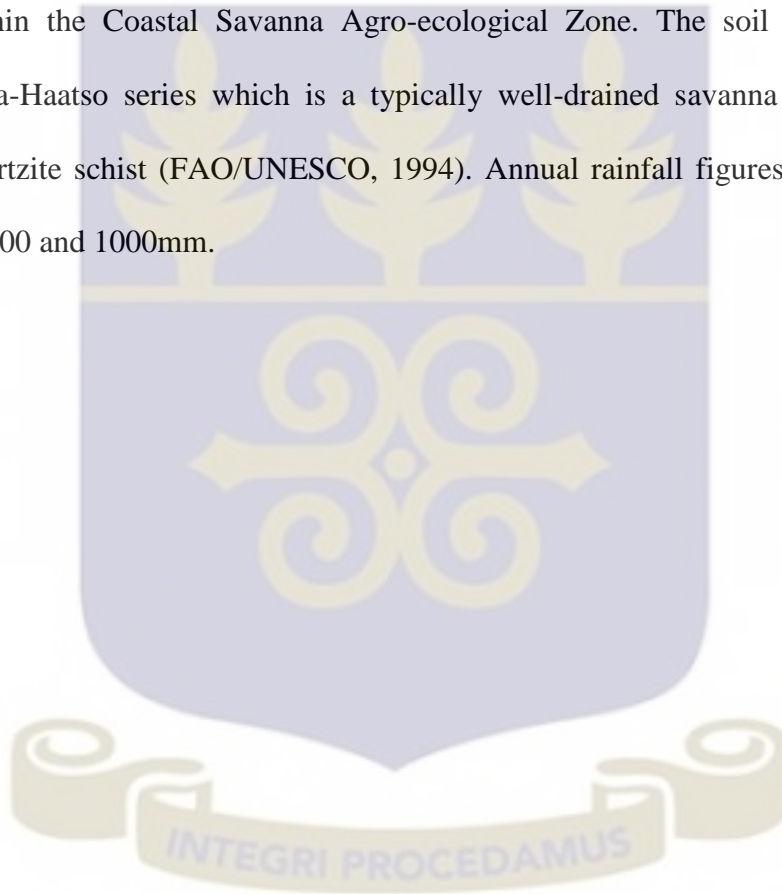 in the Coastal Savanna Agro-ecological Zone. The soil
a-Haatso series which is a typically well-drained savanna
rtzite schist (FAO/UNESCO, 1994). Annual rainfall figures
00 and 1000mm.
INTEGRI PROCEDAMUS